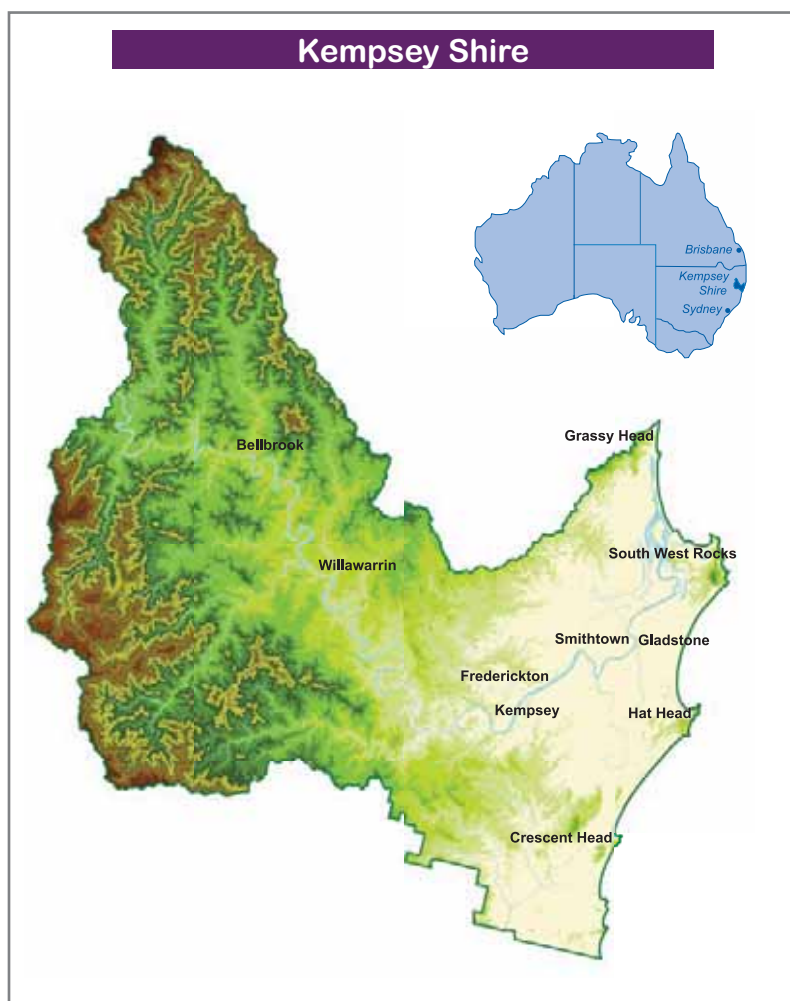 Kempsey Shire
Brisbane
Kempsey
Shire
Sydney
Grassy Head
Bellbrook
South West Rocks
Willawarrin
Smithtown
Gladstone
Frederickton
Kempsey
Hat Head
Crescent Head